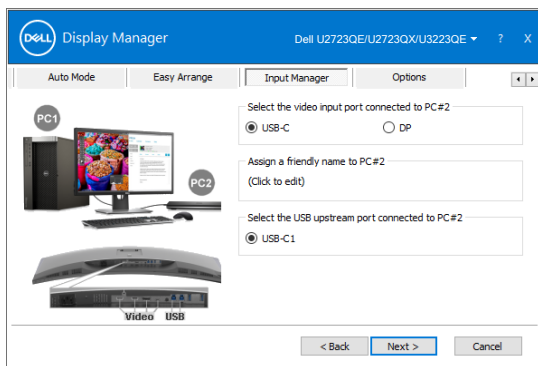 DELL Display Manager
Dell U2723QE/U2723QX/U3223QE ? X
Auto Mode Easy Arrange Input Manager Options
PC1
PC2
Video USB
Select the video input port connected to PC#2
USB-C DP
Assign a friendly name to PC#2
(Click to edit)
Select the USB upstream port connected to PC#2
USB-C1
< Back Next > Cancel